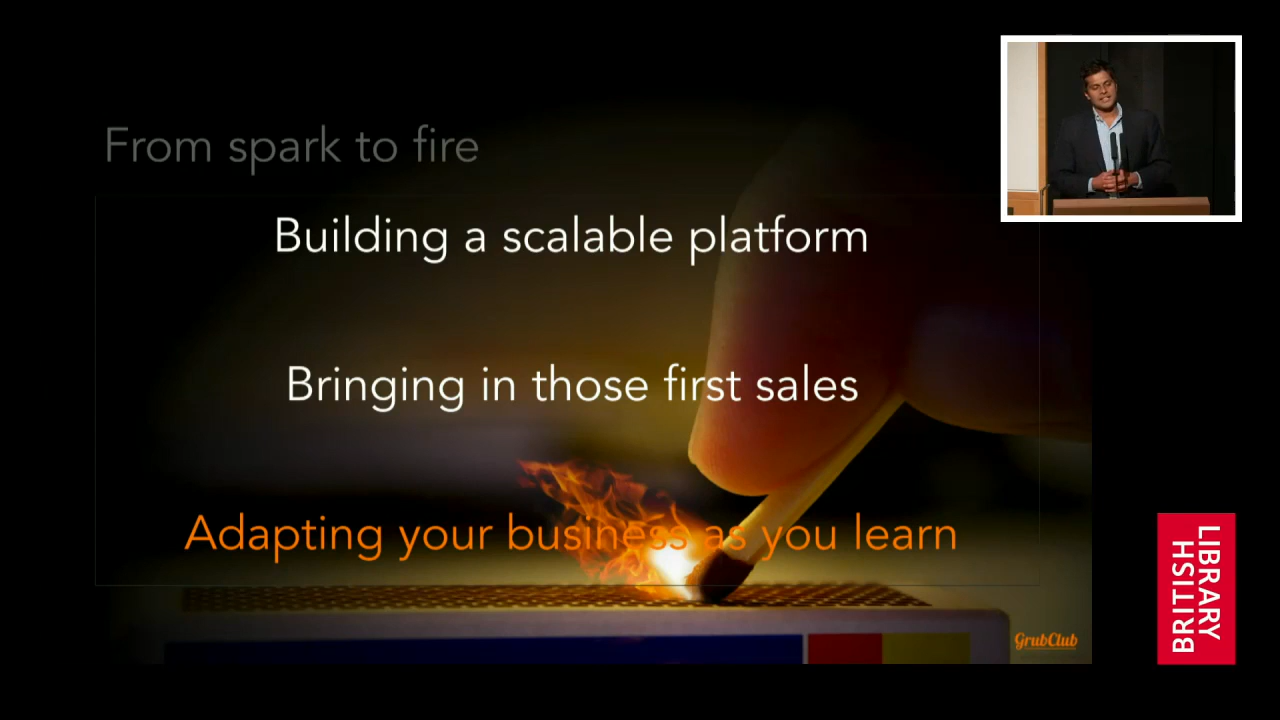 From spark to fire
Building a scalable platform
Bringing in those first sales
Adapting your business as you learn
GrubClub
BRITISH
LIBRARY